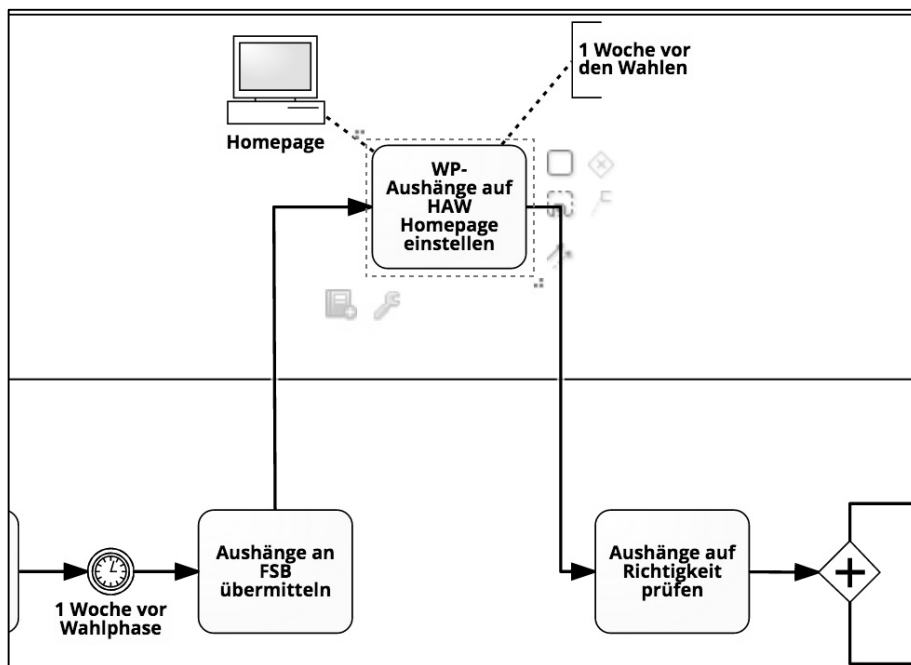 1 Woche vor
den Wahlen
Homepage
WP-
Aushänge auf
HAW
Homepage
einstellen
Aushänge an
FSB
übermitteln
1 Woche vor
Wahlphase
Aushänge auf
Richtigkeit
prüfen